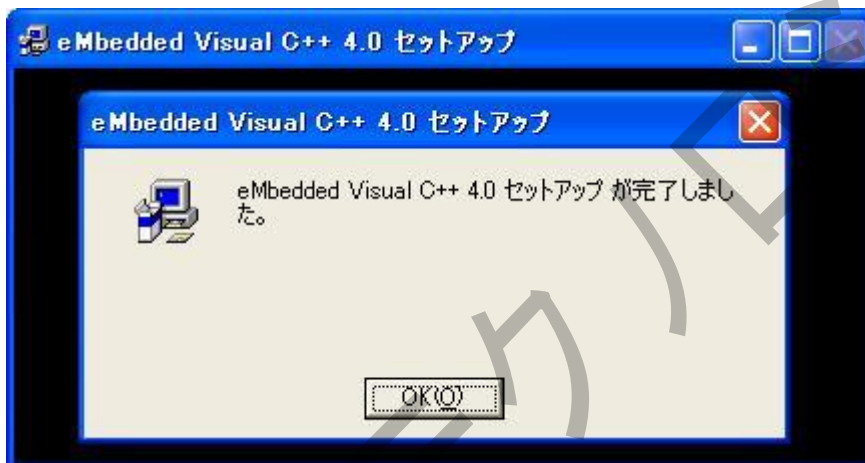 eMbedded Visual C++ 4.0 セットアップ
eMbedded Visual C++ 4.0 セットアップ
eMbedded Visual C++ 4.0 セットアップ が完了しまし
た。
OK(O)